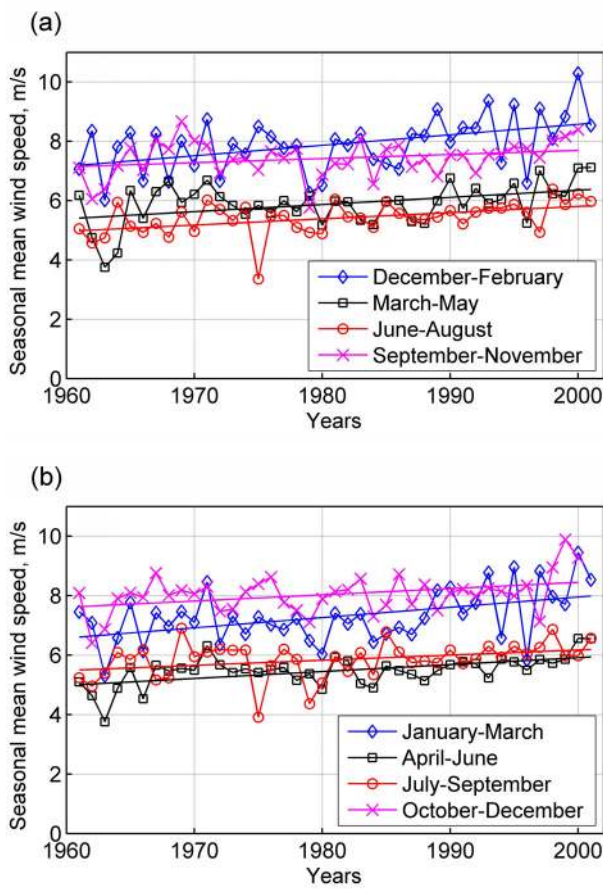 (a)
Seasonal mean wind speed, m/s
10
8
6
4
2
0
1960
1970
1980
1990
2000
Years
December-February
March-May
June-August
September-November
(b)
Seasonal mean wind speed, m/s
10
8
6
4
2
0
1960
1970
1980
1990
2000
Years
January-March
April-June
July-September
October-December